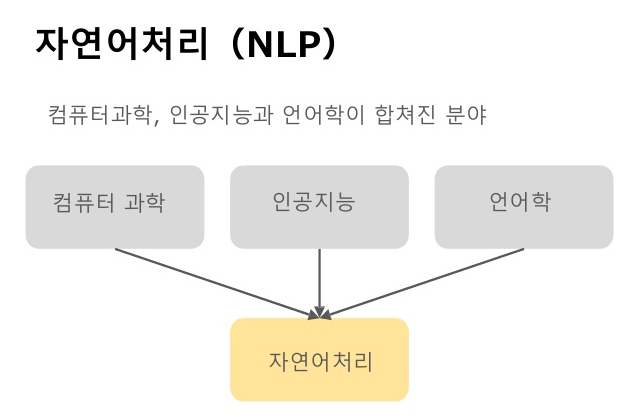 자연어처리 (NLP)
컴퓨터과학, 인공지능과 언어학이 합쳐진 분야
컴퓨터 과학
인공지능
언어학
자연어처리